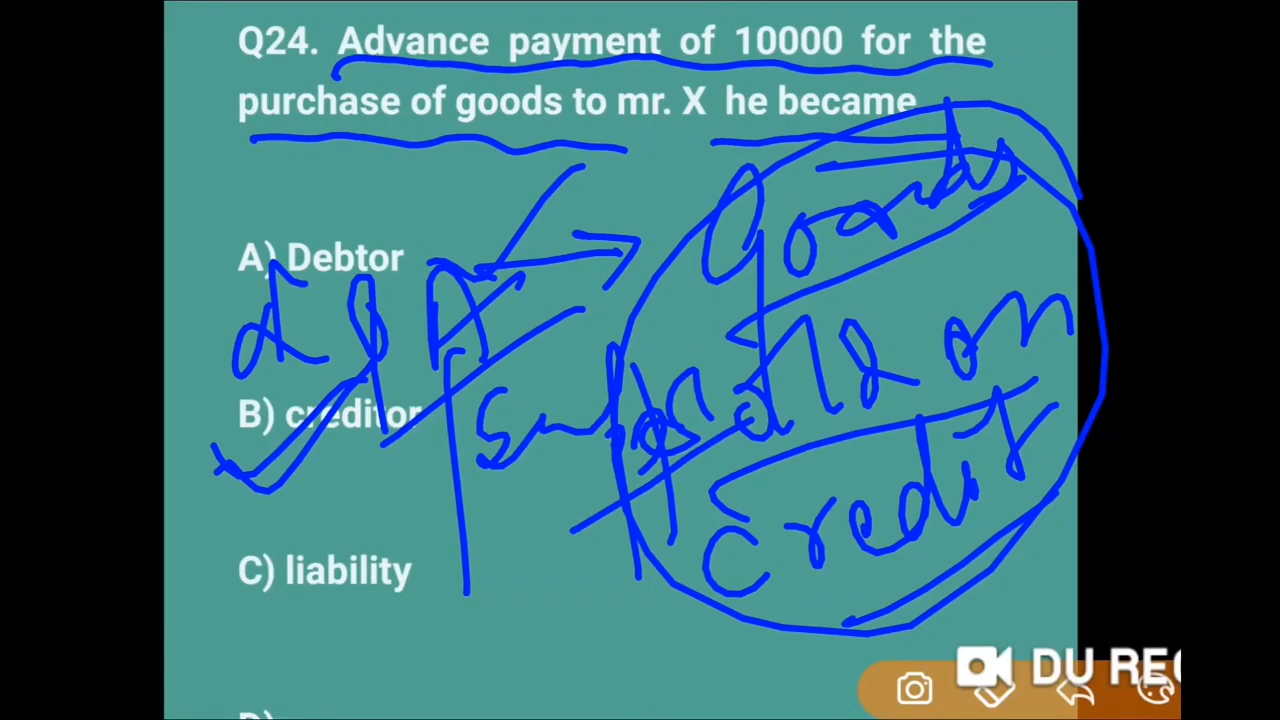 Q24. Advance payment of 10000 for the
purchase of goods to mr. X he became
A) Debtor
B) creditor
C) liability
D)
Goods
Sold on
Credit
DU REC